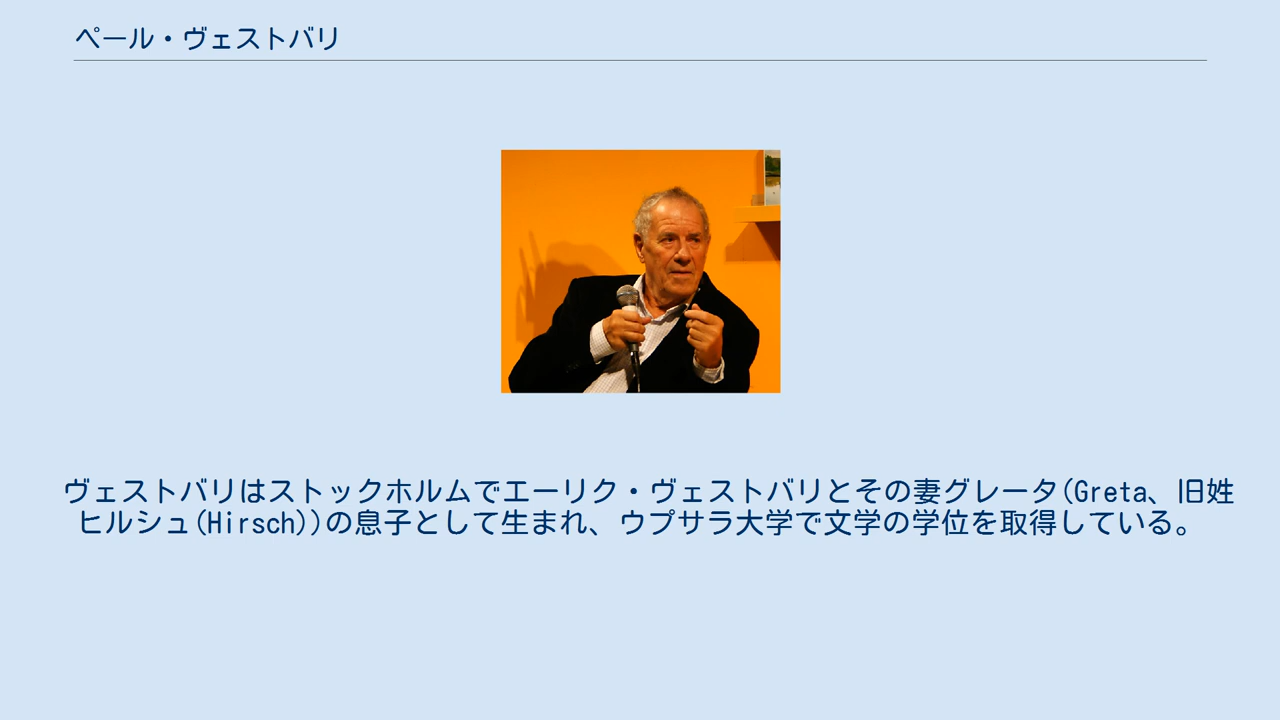 ペール・ヴェストバリ
ヴェストバリはストックホルムでエーリク・ヴェストバリとその妻グレータ(Greta、旧姓
ヒルシュ(Hirsch))の息子として生まれ、ウプサラ大学で文学の学位を取得している。